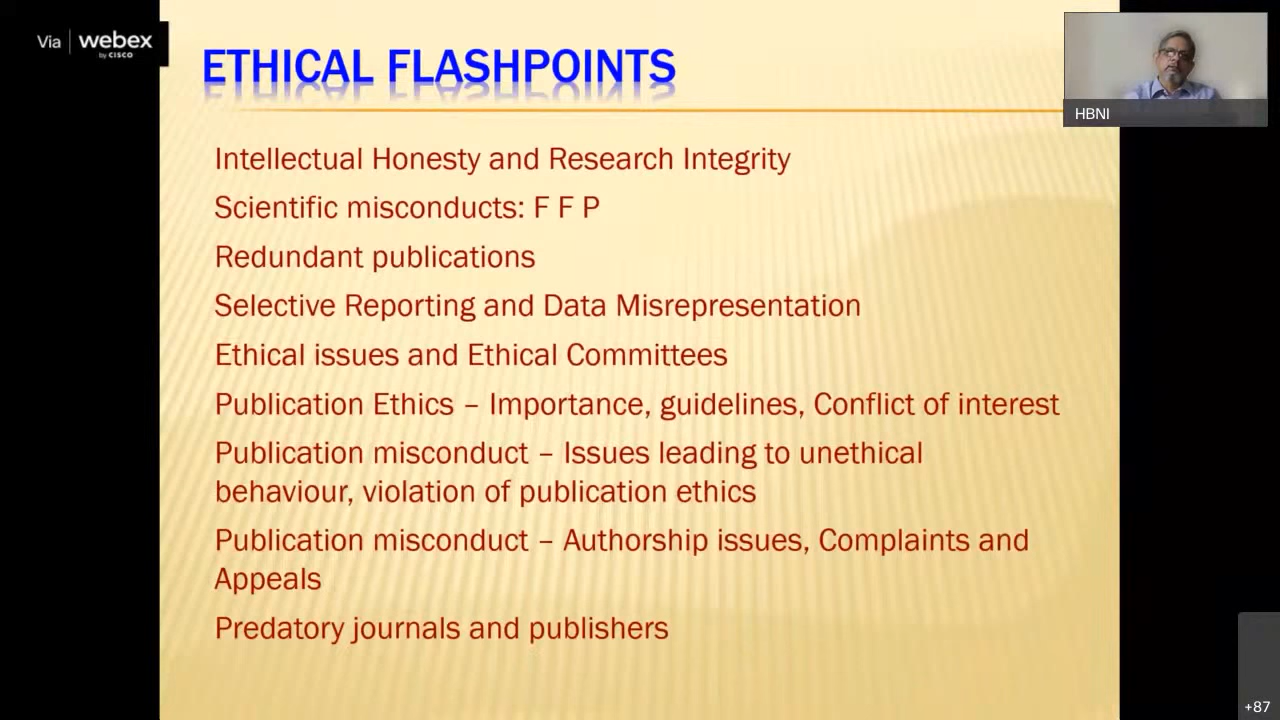 Via webex
by CISCO
ETHICAL FLASHPOINTS
HBNI
Intellectual Honesty and Research Integrity
Scientific misconducts: F F P
Redundant publications
Selective Reporting and Data Misrepresentation
Ethical issues and Ethical Committees
Publication Ethics – Importance, guidelines, Conflict of interest
Publication misconduct – Issues leading to unethical
behaviour, violation of publication ethics
Publication misconduct – Authorship issues, Complaints and
Appeals
Predatory journals and publishers
+87